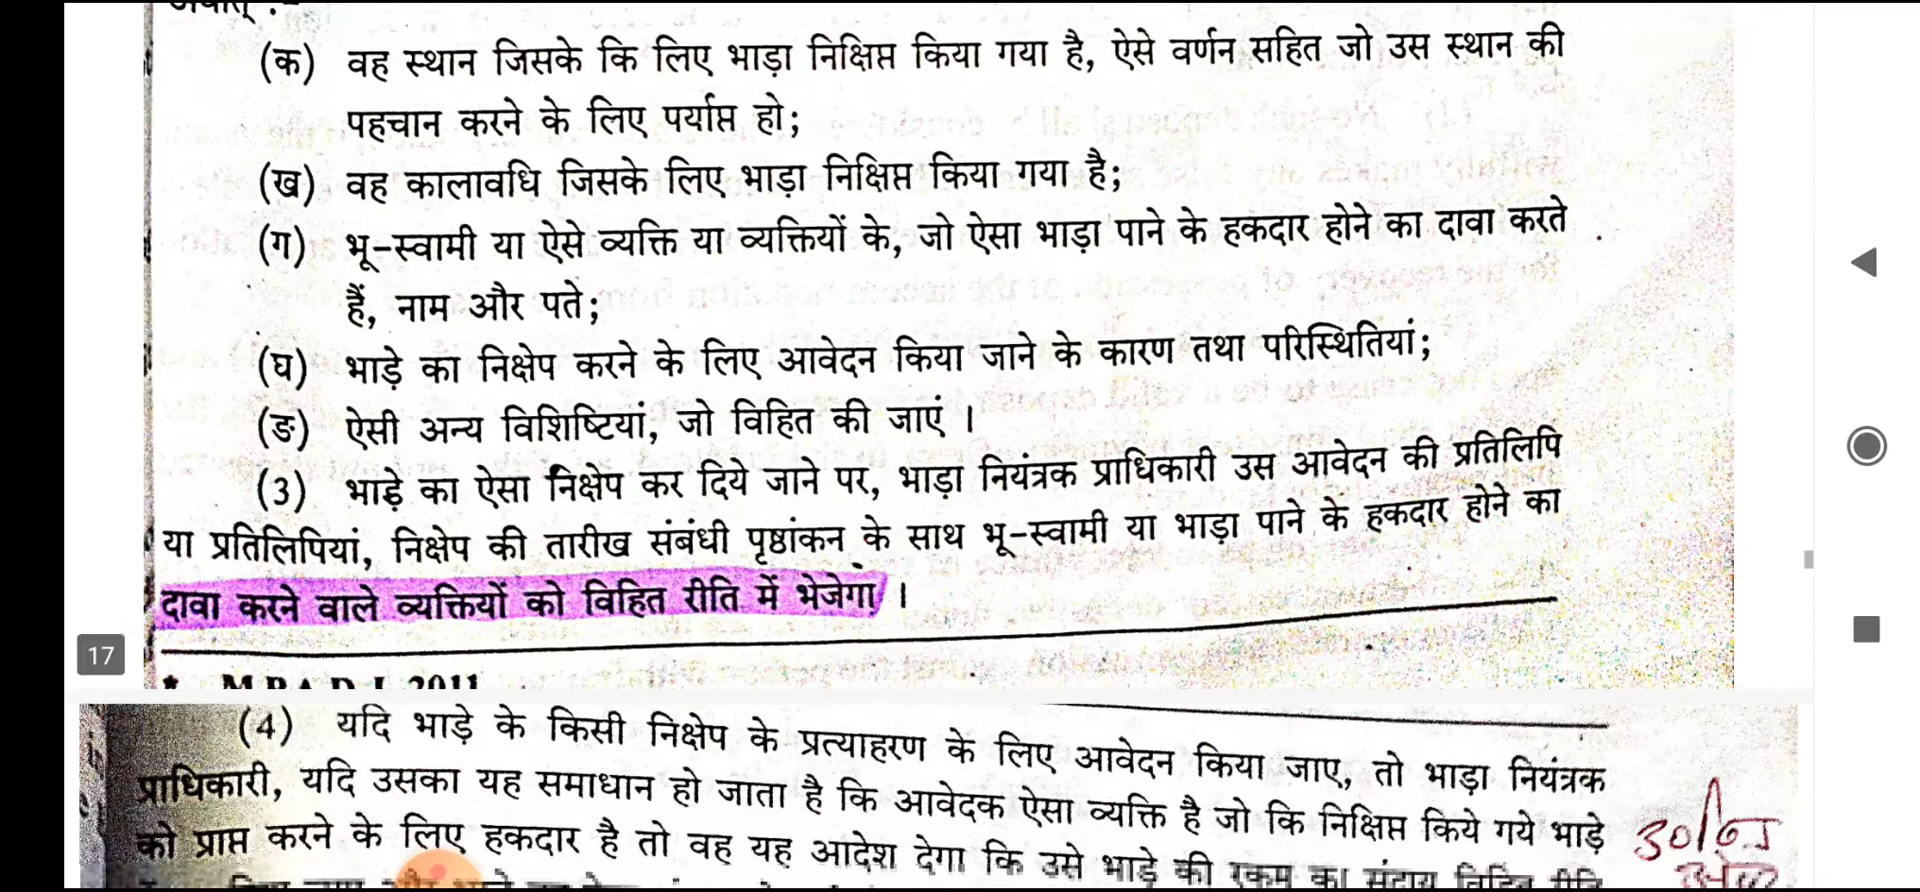 (क) वह स्थान जिसके कि लिए भाड़ा निक्षिप्त किया गया है, ऐसे वर्णन सहित जो उस स्थान की
पहचान करने के लिए पर्याप्त हो;
(ख) वह कालावधि जिसके लिए भाड़ा निक्षिप्त किया गया है;
(ग) भू-स्वामी या ऐसे व्यक्ति या व्यक्तियों के, जो ऐसा भाड़ा पाने के हकदार होने का दावा करते
हैं, नाम और पते;
(घ) भाड़े का निक्षेप करने के लिए आवेदन किया जाने के कारण तथा परिस्थितियां;
(ङ) ऐसी अन्य विशिष्टियां, जो विहित की जाएं ।
(3) भाड़े का ऐसा निक्षेप कर दिये जाने पर, भाड़ा नियंत्रक प्राधिकारी उस आवेदन की प्रतिलिपि
या प्रतिलिपियां, निक्षेप की तारीख संबंधी पृष्ठांकन के साथ भू-स्वामी या भाड़ा पाने के हकदार होने का
दावा करने वाले व्यक्तियों को विहित रीति में भेजेगा ।
17
(4) यदि भाड़े के किसी निक्षेप के प्रत्याहरण के लिए आवेदन किया जाए, तो भाड़ा नियंत्रक
प्राधिकारी, यदि उसका यह समाधान हो जाता है कि आवेदक ऐसा व्यक्ति है जो कि निक्षिप्त किये गये भाड़े
को प्राप्त करने के लिए हकदार है तो वह यह आदेश देगा कि उसे भाड़े की रकम का संदाय विहित रीति